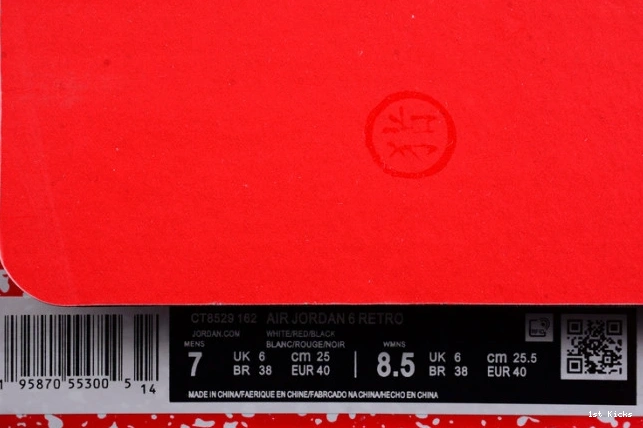 CT8529 162 AIR JORDAN 6 RETRO
JORDAN.COM WHITE/RED/BLACK
BLANC/ROUGE/NOIR
MENS WMNS
7 UK 6 cm 25 8.5 UK 6 cm 25.5
BR 38 EUR 40 BR 38 EUR 40
MADE IN CHINA/FAERIQUE EN CHINE/FABRCADO NA CHINA/HECHO EN CHINA
1 95870 55300 5 14
1st Kicks